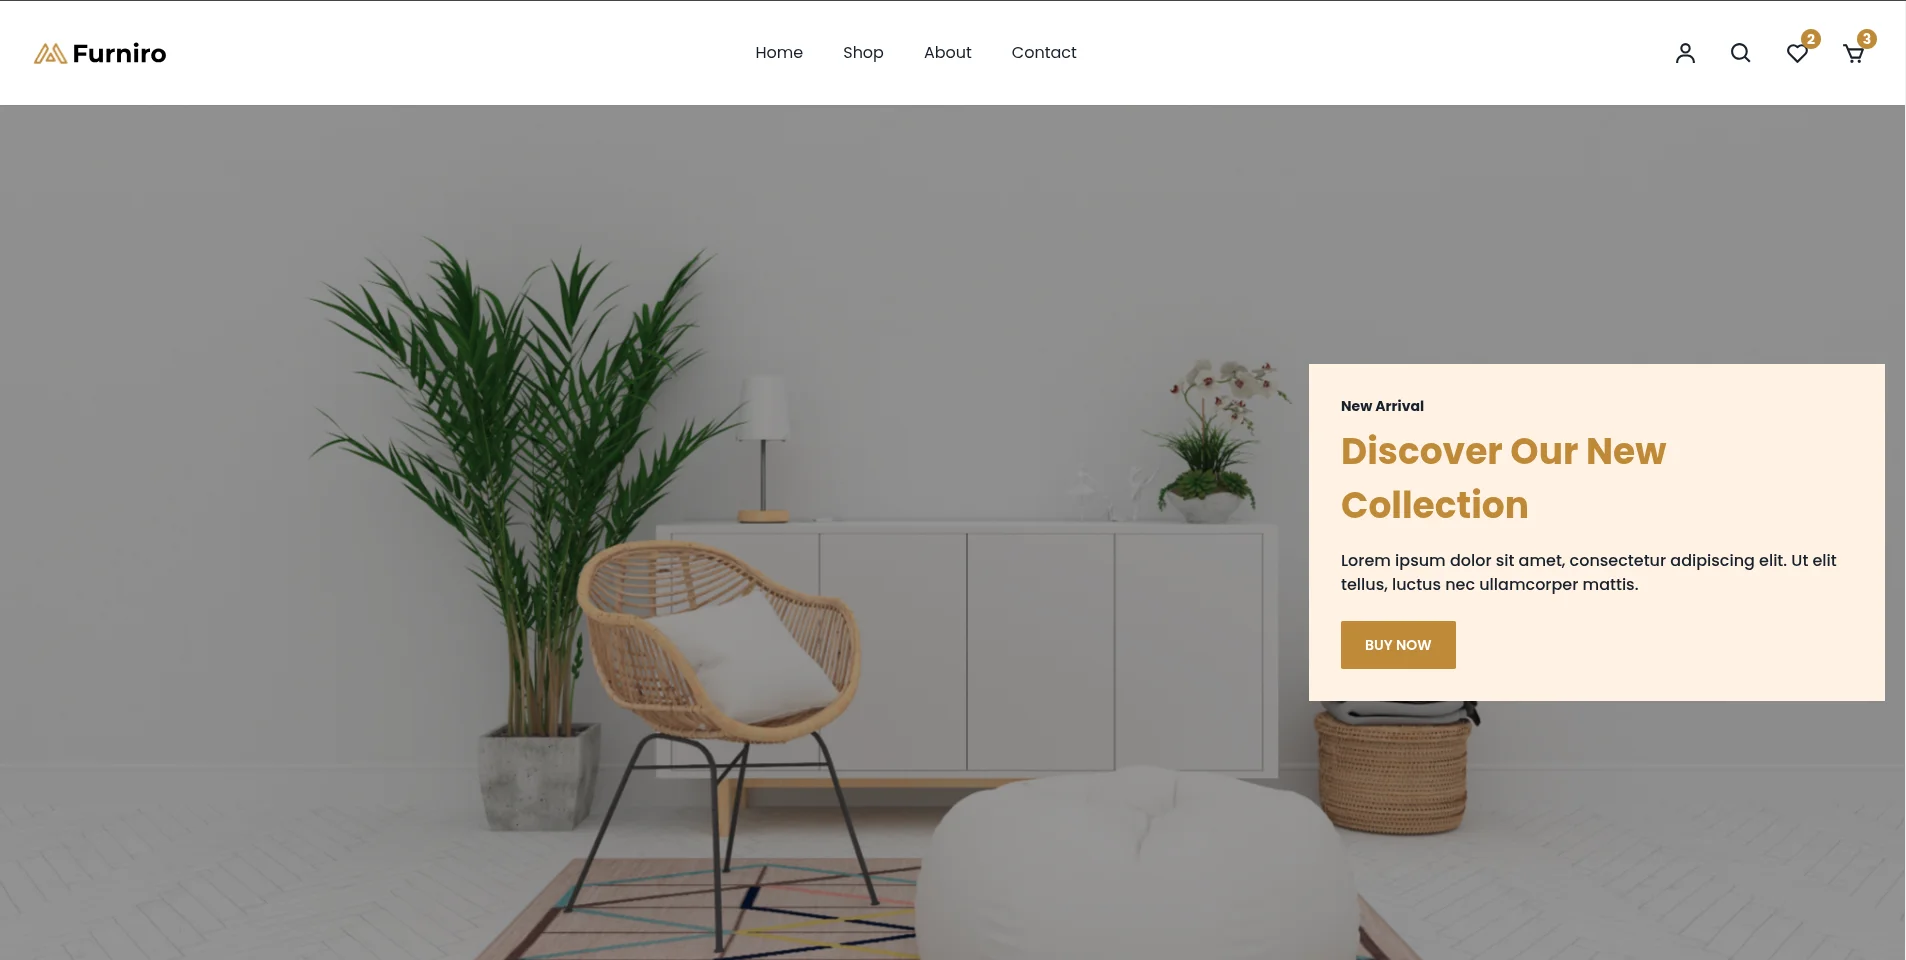 Furniro
Home
Shop
About
Contact
2
3
New Arrival
Discover Our New
Collection
Lorem ipsum dolor sit amet, consectetur adipiscing elit. Ut elit
tellus, luctus nec ullamcorper mattis.
BUY NOW